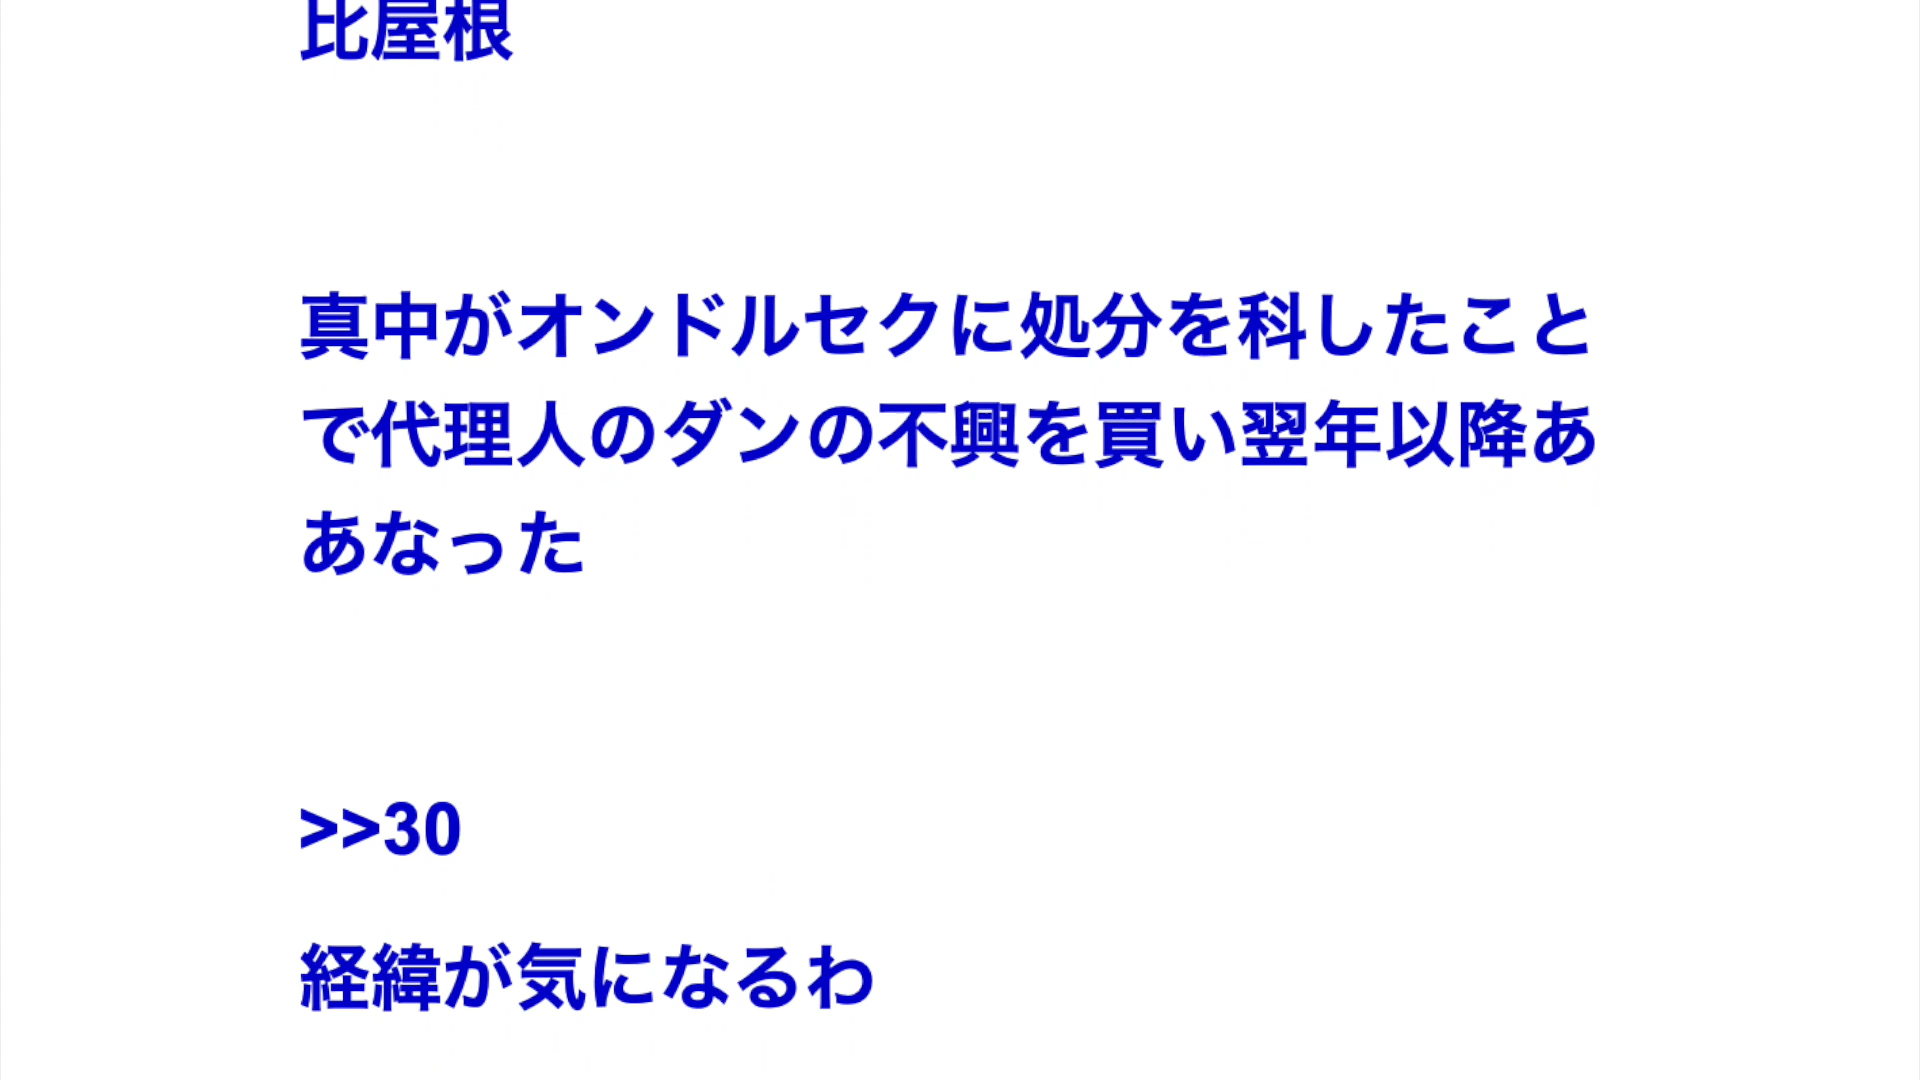 比屋根
真中がオンドルセクに処分を科したこと
で代理人のダンの不興を買い翌年以降あ
あなった
>>30
経緯が気になるわ